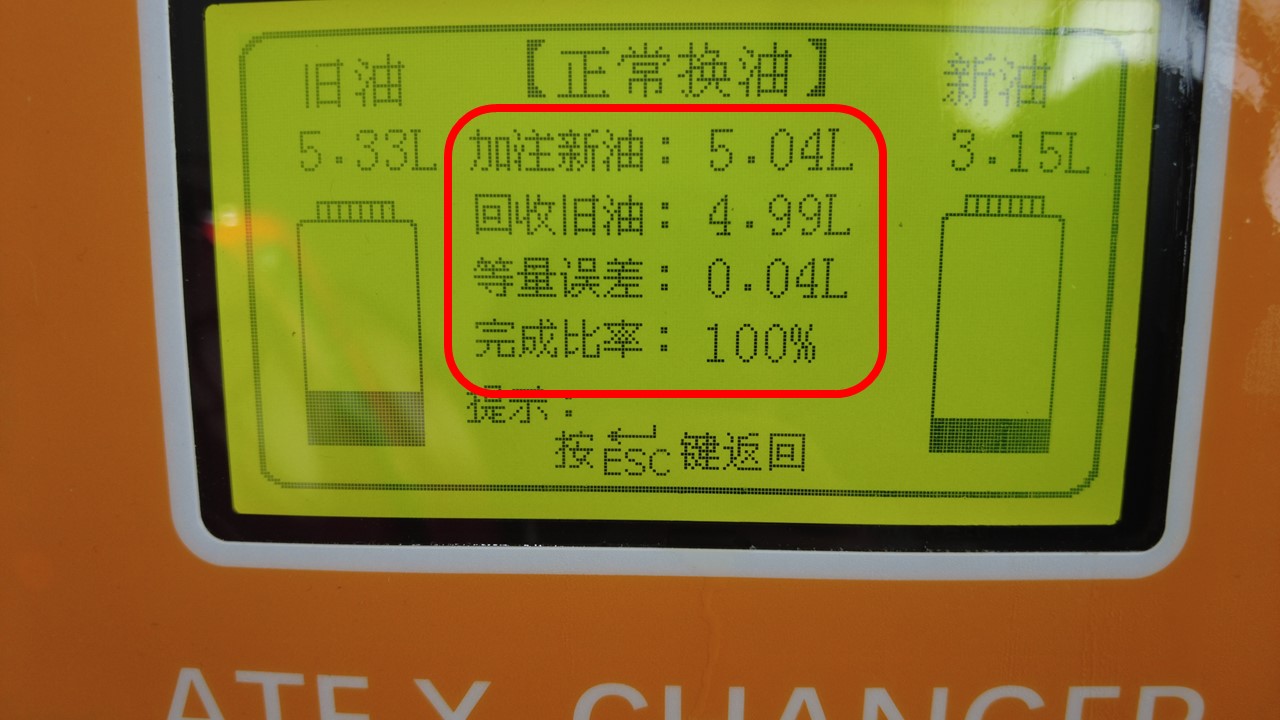 旧油
【正常换油】
新油
5.33L
加注新油：5.04L
3.15L
回收旧油：4.99L
等量误差：0.04L
完成比率：100%
提示：
按ESC键返回
ATF X-CHANGER